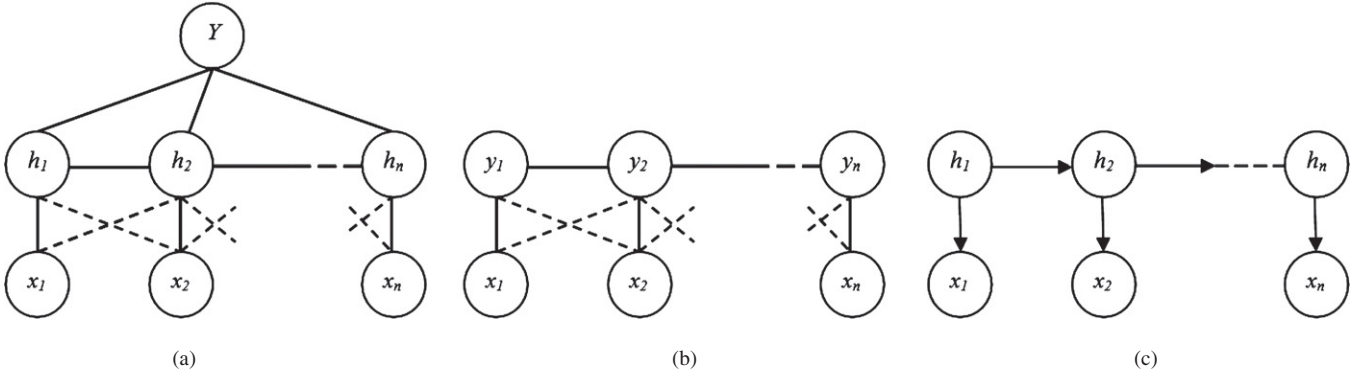 Y
h1 h2 hn y1 y2 yn h1 h2 hn
x1 x2 xn x1 x2 xn x1 x2 xn
(a) (b) (c)